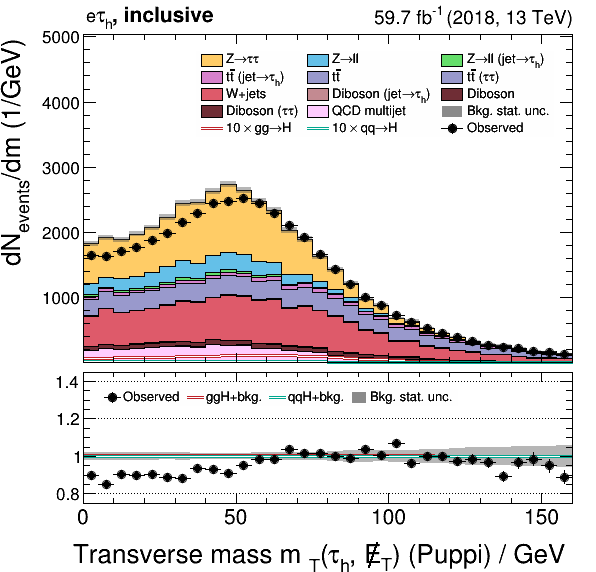 eτh, inclusive 59.7 fb-1 (2018, 13 TeV)
dNevents/dm (1/GeV)
5000
4000
3000
2000
1000
Z→ττ Z→ll Z→ll (jet→τh)
tt̄ (jet→τh) tt̄ tt̄ (ττ)
W+jets Diboson (jet→τh) Diboson
Diboson (ττ) QCD multijet Bkg. stat. unc.
10 × gg→H 10 × qq→H Observed
1.4
1.2
1
0.8
Observed ggH+bkg. qqH+bkg. Bkg. stat. unc.
0 50 100 150
Transverse mass m T(τh, E̸T) (Puppi) / GeV